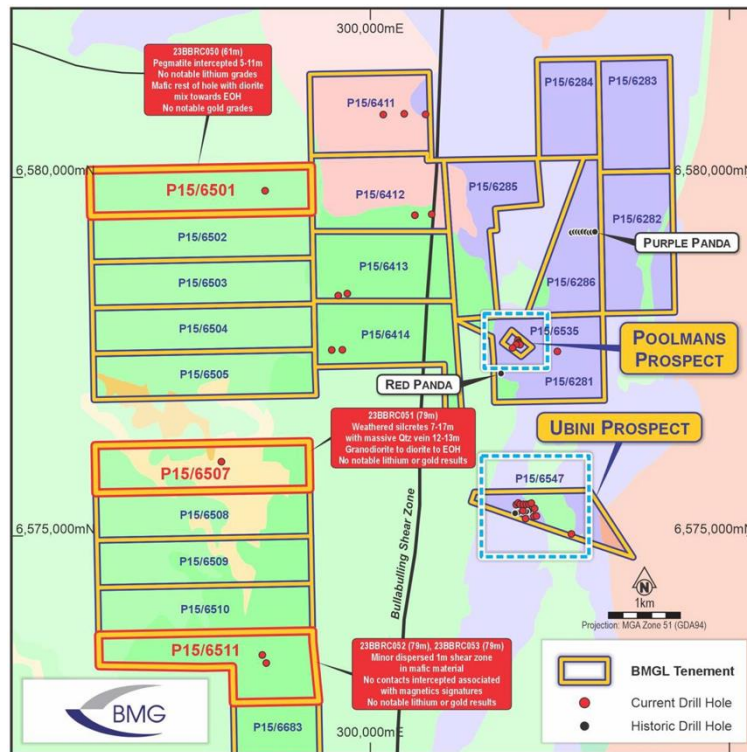 300,000mE
23BBRC050 (61m)
Pegmatite intercepted 5-11m
No notable lithium grades
Mafic rest of hole with diorite
mix towards EOH
No notable gold grades
P15/6411
P15/6284
P15/6283
6,580,000mN
6,580,000mN
P15/6501
P15/6412
P15/6285
P15/6282
P15/6502
PURPLE PANDA
P15/6503
P15/6413
P15/6286
P15/6504
P15/6414
P15/6535
POOLMANS
PROSPECT
P15/6505
RED PANDA
P15/6281
23BBRC051 (79m)
Weathered silcretes 7-17m
with massive Qtz vein 12-13m
Granodiorite to diorite to EOH
No notable lithium or gold results
UBINI PROSPECT
P15/6507
P15/6547
P15/6508
6,575,000mN
6,575,000mN
Bullabulling Shear Zone
P15/6509
P15/6510
N
1km
Projection: MGA Zone 51 (GDA94)
P15/6511
23BBRC052 (79m), 23BBRC053 (79m)
Minor dispersed 1m shear zone
in mafic material
No contacts intercepted associated
with magnetics signatures
No notable lithium or gold results
BMGL Tenement
Current Drill Hole
Historic Drill Hole
BMG
P15/6683
300,000mE